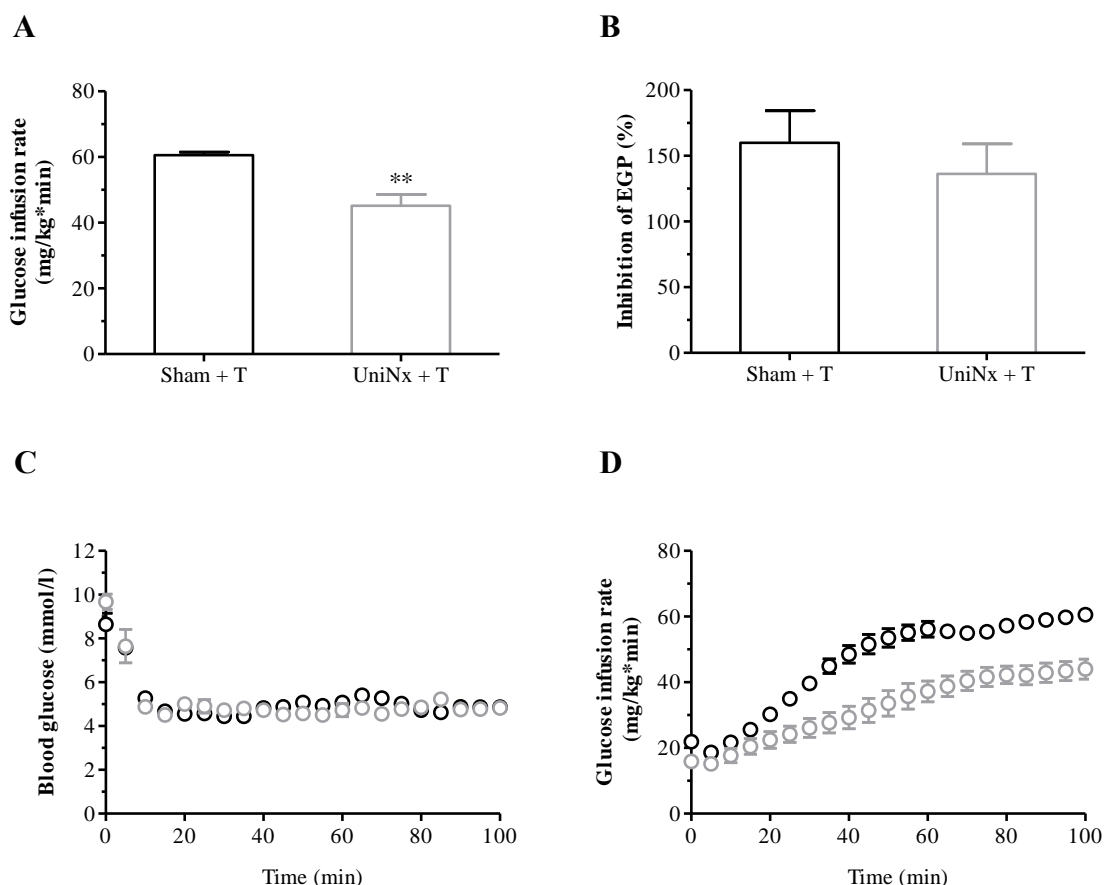 A
Glucose infusion rate
(mg/kg*min)
80
60
40
20
0
**
Sham + T
UniNx + T
B
Inhibition of EGP (%)
200
150
100
50
0
Sham + T
UniNx + T
C
Blood glucose (mmol/l)
12
10
8
6
4
2
0
0 20 40 60 80 100
Time (min)
D
Glucose infusion rate
(mg/kg*min)
80
60
40
20
0
0 20 40 60 80 100
Time (min)